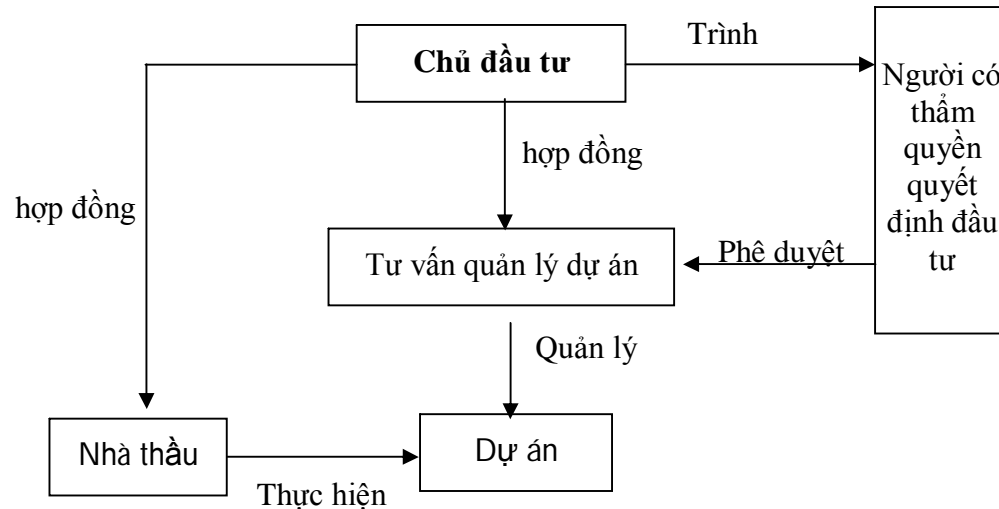 Trình
Chủ đầu tư
Người có
thẩm
quyền
quyết
định đầu
tư
hợp đồng
hợp đồng
Tư vấn quản lý dự án
Phê duyệt
Quản lý
Nhà thầu
Dự án
Thực hiện